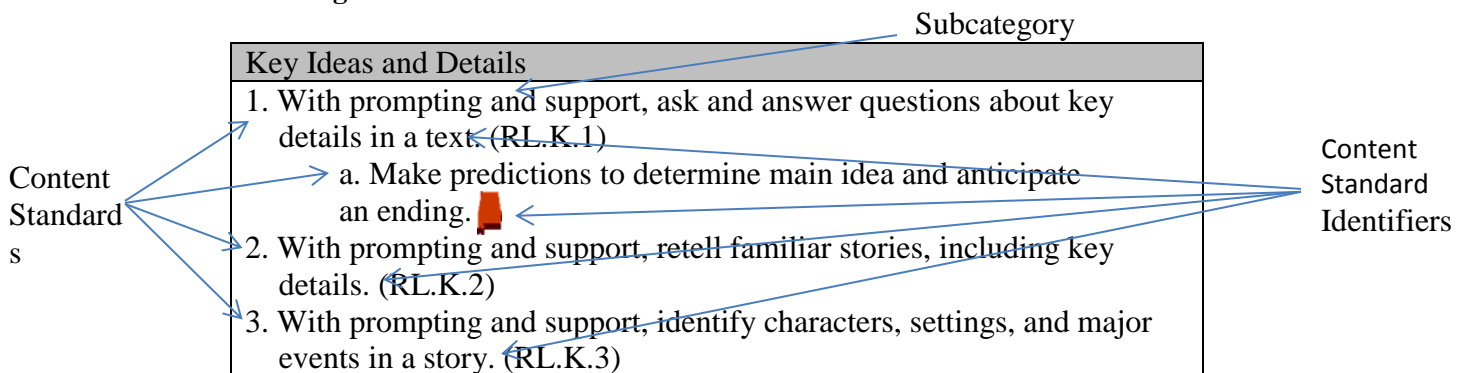 Subcategory
Key Ideas and Details
1. With prompting and support, ask and answer questions about key
details in a text. (RL.K.1)
a. Make predictions to determine main idea and anticipate
an ending.
2. With prompting and support, retell familiar stories, including key
details. (RL.K.2)
3. With prompting and support, identify characters, settings, and major
events in a story. (RL.K.3)
Content
Standard
s
Content
Standard
Identifiers